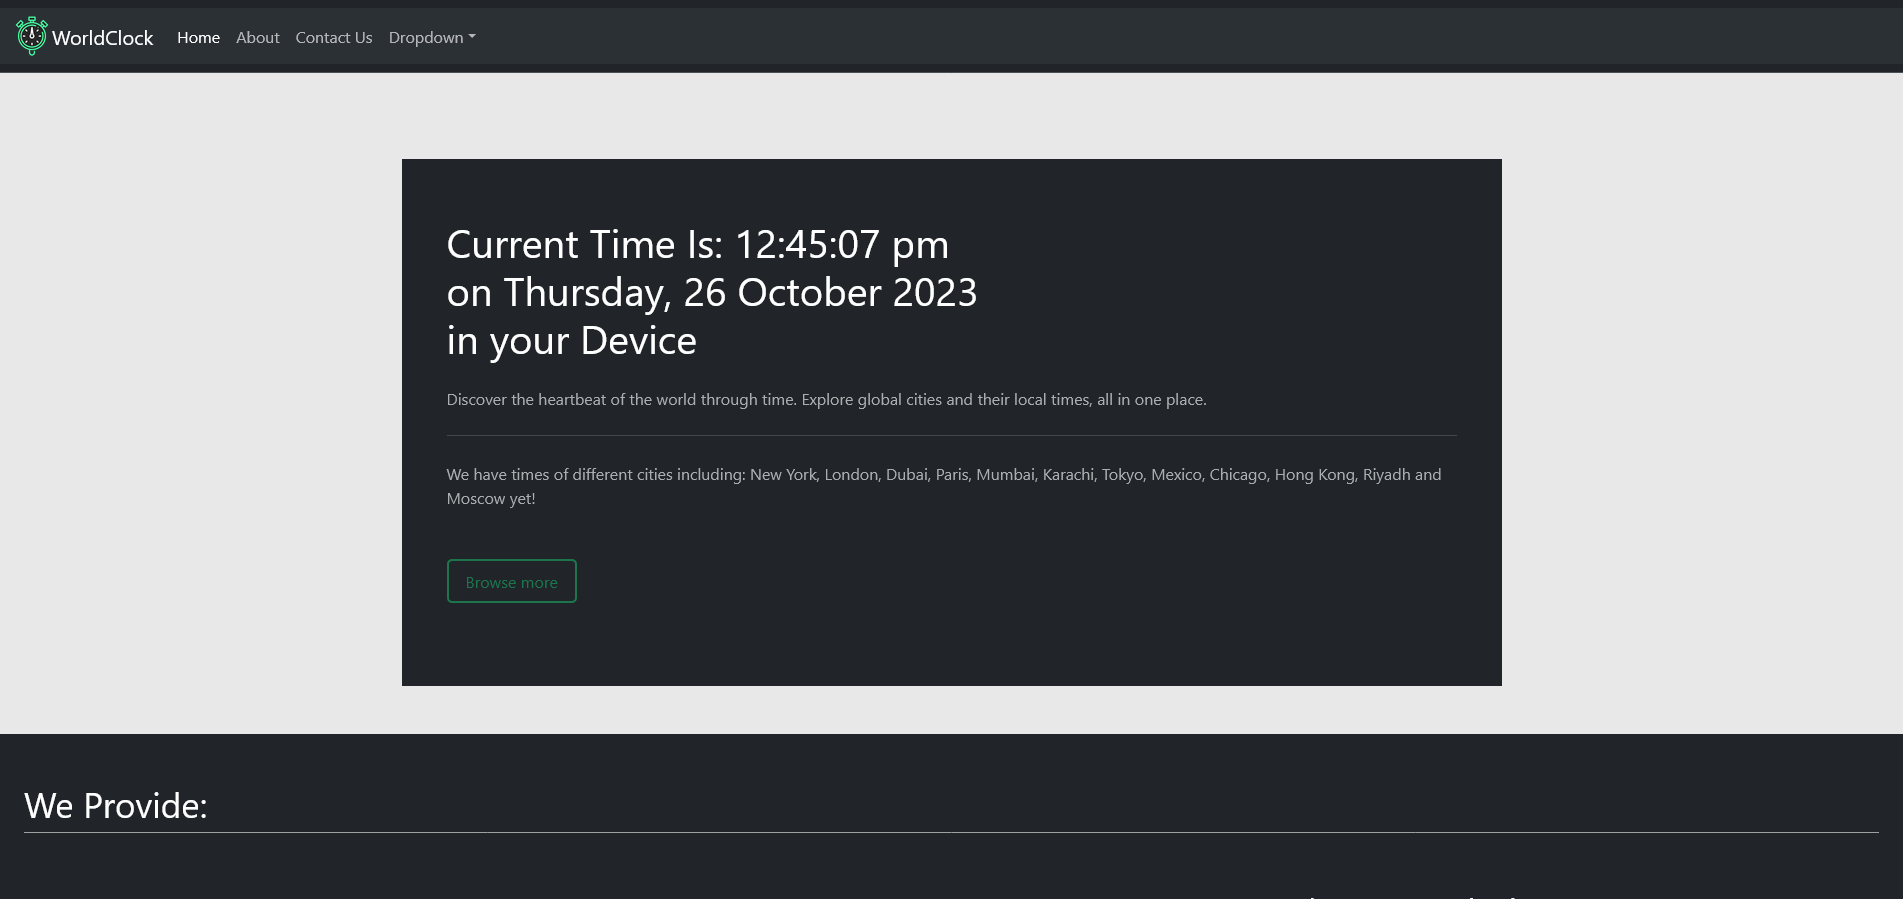 WorldClock Home About Contact Us Dropdown
Current Time Is: 12:45:07 pm
on Thursday, 26 October 2023
in your Device
Discover the heartbeat of the world through time. Explore global cities and their local times, all in one place.
We have times of different cities including: New York, London, Dubai, Paris, Mumbai, Karachi, Tokyo, Mexico, Chicago, Hong Kong, Riyadh and
Moscow yet!
Browse more
We Provide: